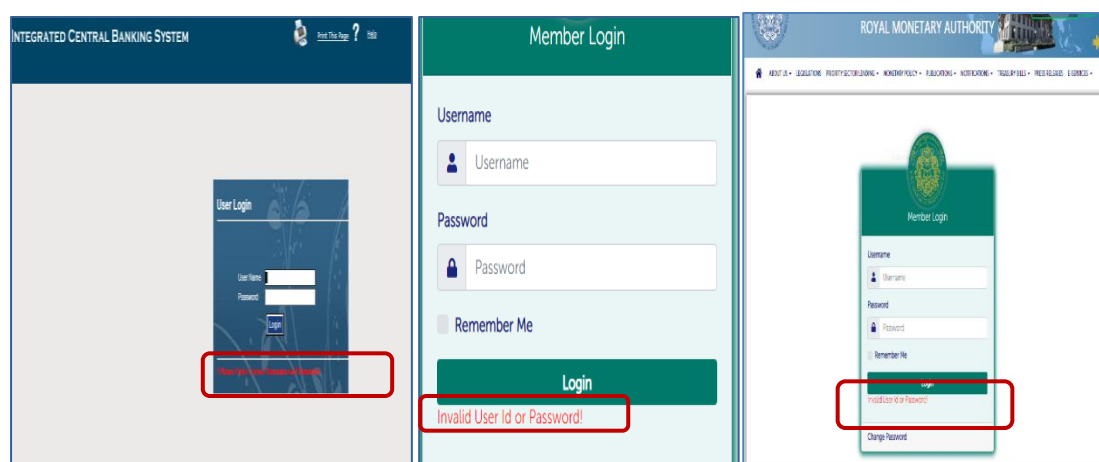 INTEGRATED CENTRAL BANKING SYSTEM
Print This Page ? Help
User Login
User Name
Password
Login
Member Login
Username
Username
Password
Password
Remember Me
Login
Invalid User Id or Password!
ROYAL MONETARY AUTHORITY
ABOUT US LEGISLATIONS PRIORITY SECTOR LENDING MONETARY POLICY PUBLICATIONS NOTIFICATIONS TREASURY BILLS PRESS RELEASES E-SERVICES
Member Login
Username
Username
Password
Password
Remember Me
Login
Invalid User Id or Password!
Change Password